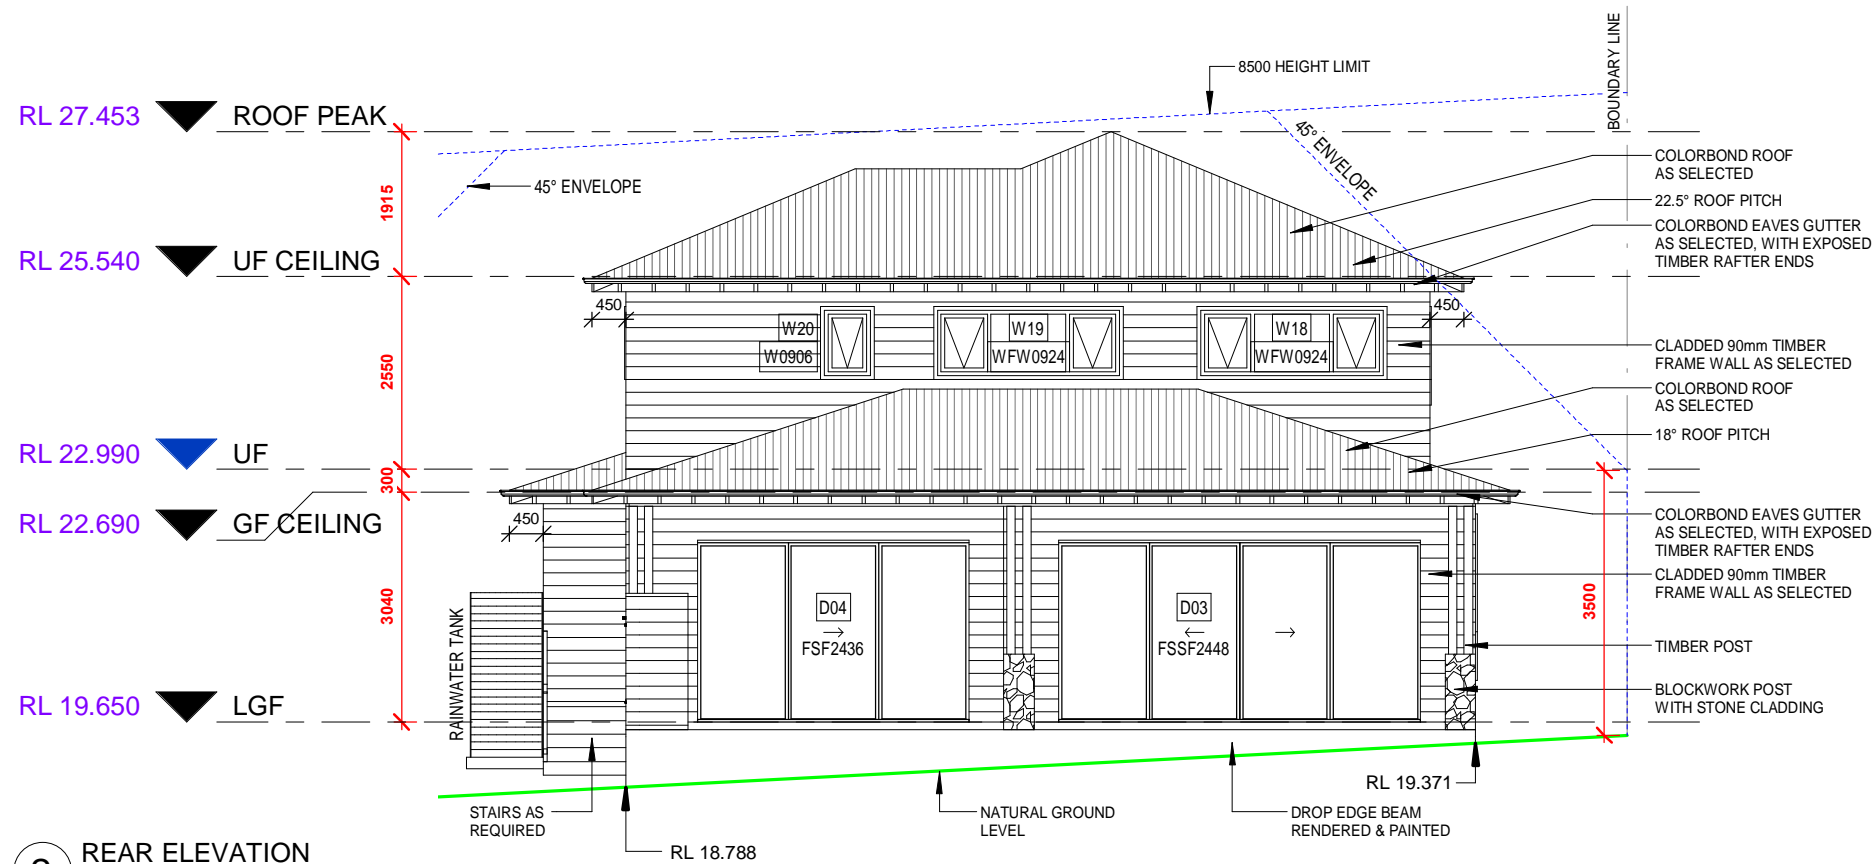 BOUNDARY LINE
8500 HEIGHT LIMIT
RL 27.453 ROOF PEAK
45° ENVELOPE
45° ENVELOPE
COLORBOND ROOF
AS SELECTED
22.5° ROOF PITCH
COLORBOND EAVES GUTTER
AS SELECTED, WITH EXPOSED
TIMBER RAFTER ENDS
1915
RL 25.540 UF CEILING
450
450
W20
W0906
W19
WFW0924
W18
WFW0924
CLADDED 90mm TIMBER
FRAME WALL AS SELECTED
2550
COLORBOND ROOF
AS SELECTED
18° ROOF PITCH
RL 22.990 UF
300
RL 22.690 GF CEILING
450
COLORBOND EAVES GUTTER
AS SELECTED, WITH EXPOSED
TIMBER RAFTER ENDS
CLADDED 90mm TIMBER
FRAME WALL AS SELECTED
3040
3500
D04
FSF2436
D03
FSSF2448
TIMBER POST
RAINWATER TANK
BLOCKWORK POST
WITH STONE CLADDING
RL 19.650 LGF
RL 19.371
STAIRS AS
REQUIRED
NATURAL GROUND
LEVEL
DROP EDGE BEAM
RENDERED & PAINTED
RL 18.788
REAR ELEVATION